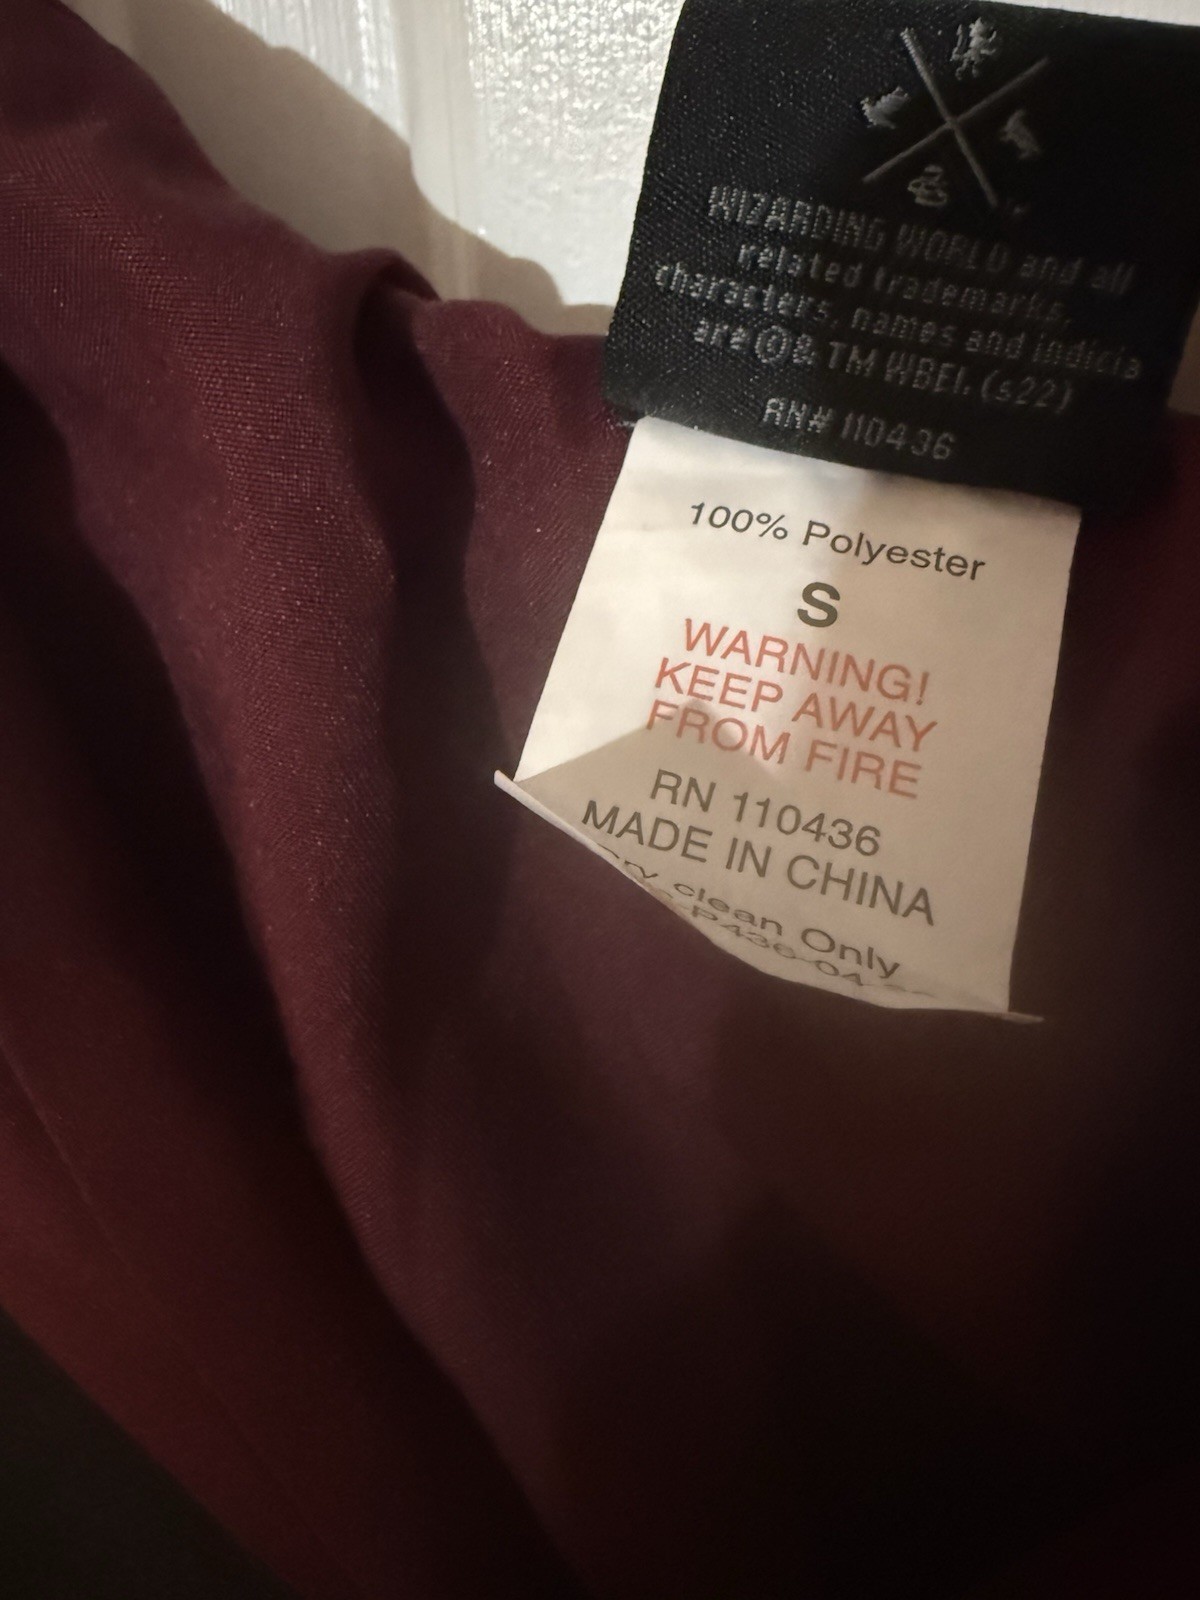 WIZARDING WORLD and all
related trademarks,
characters, names and indicia
are © & TM WBEI. (s22)
RN# 110436
100% Polyester
S
WARNING!
KEEP AWAY
FROM FIRE
RN 110436
MADE IN CHINA
Dry clean Only